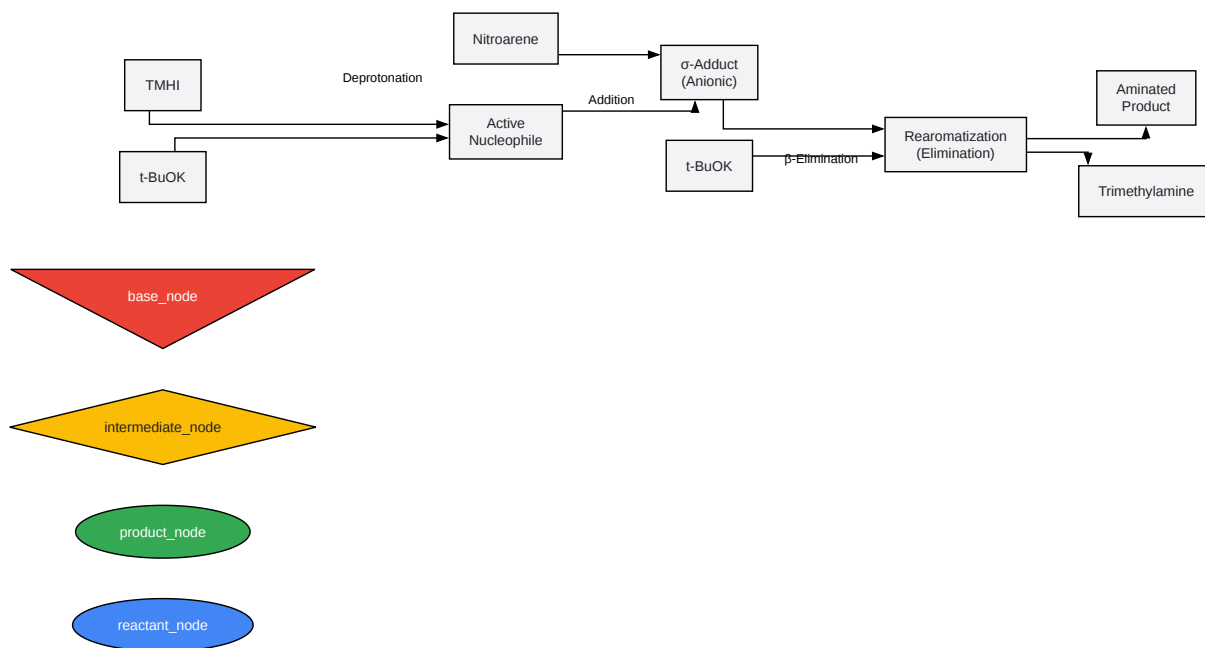 Nitroarene
σ-Adduct
(Anionic)
TMHI
Deprotonation
Addition
Aminated
Product
Active
Nucleophile
Rearomatization
(Elimination)
t-BuOK
t-BuOK
β-Elimination
Trimethylamine
base_node
intermediate_node
product_node
reactant_node